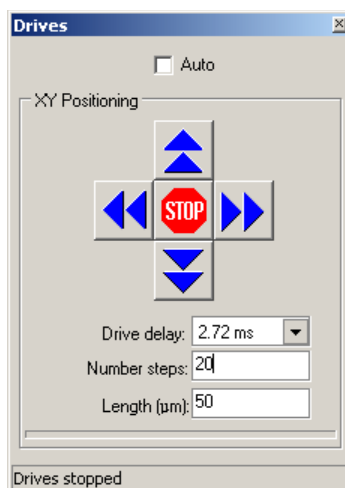 Drives
Auto
XY Positioning
STOP
Drive delay: 2.72 ms
Number steps: 20
Length (µm): 50
Drives stopped